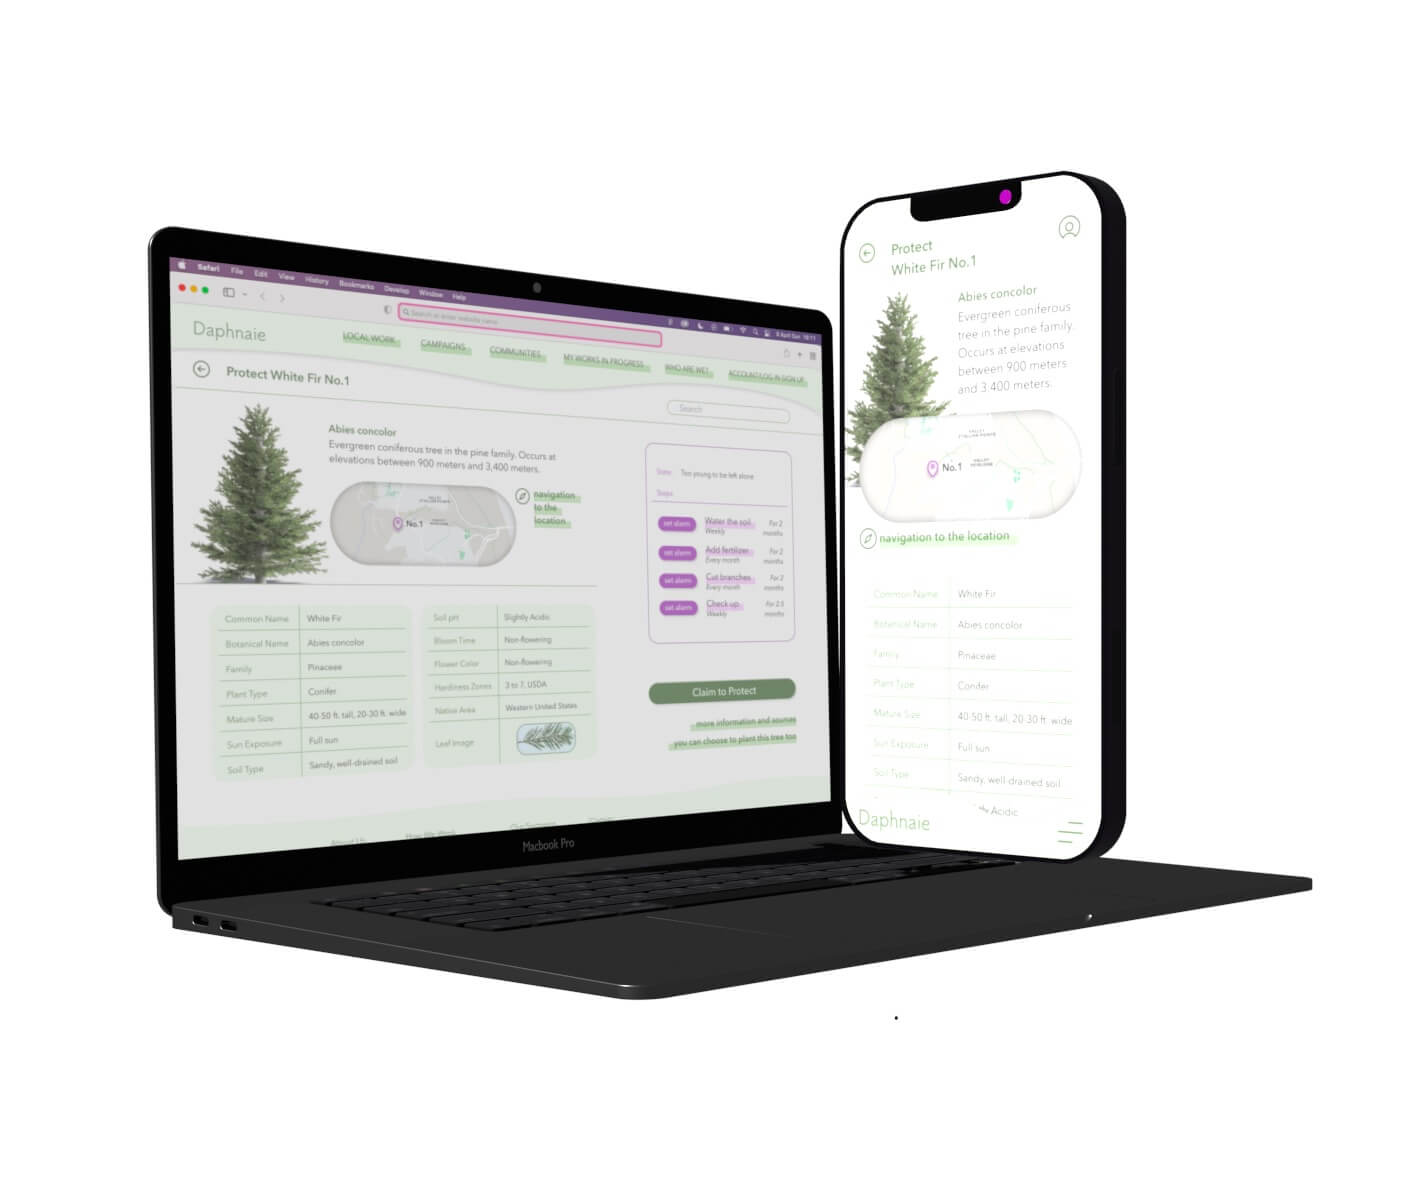 Safari File Edit View History Bookmarks Develop Window Help
Search or enter website name
Daphnaie
LOCAL WORK
CAMPAIGNS
COMMUNITIES
MY WORKS IN PROGRESS
WHO ARE WE?
ACCOUNT/LOG IN SIGN UP
Protect White Fir No.1
Search
Abies concolor
Evergreen coniferous tree in the pine family. Occurs at
elevations between 900 meters and 3,400 meters.
No.1
navigation
to the
location
State: Too young to be left alone
Steps
set alarm Water the soil For 2
Weekly months
set alarm Add fertilizer For 2
Every month months
set alarm Cut branches For 2
Every month months
set alarm Check up For 2.5
Weekly months
Claim to Protect
more information and sources
you can choose to plant this tree too
Common Name White Fir
Botanical Name Abies concolor
Family Pinaceae
Plant Type Conifer
Mature Size 40-50 ft. tall, 20-30 ft. wide
Sun Exposure Full sun
Soil Type Sandy, well-drained soil
Soil pH Slightly Acidic
Bloom Time Non-flowering
Flower Color Non-flowering
Hardiness Zones 3 to 7, USDA
Native Area Western United States
Leaf Image
Macbook Pro
Protect
White Fir No.1
Abies concolor
Evergreen coniferous
tree in the pine family.
Occurs at elevations
between 900 meters
and 3.400 meters.
No.1
navigation to the location
Common Name White Fir
Botanical Name Abies concolor
Family Pinaceae
Plant Type Conifer
Mature Size 40-50 ft. tall, 20-30 ft. wide
Sun Exposure Full sun
Soil Type Sandy, well drained soil
Acidic
Daphnaie